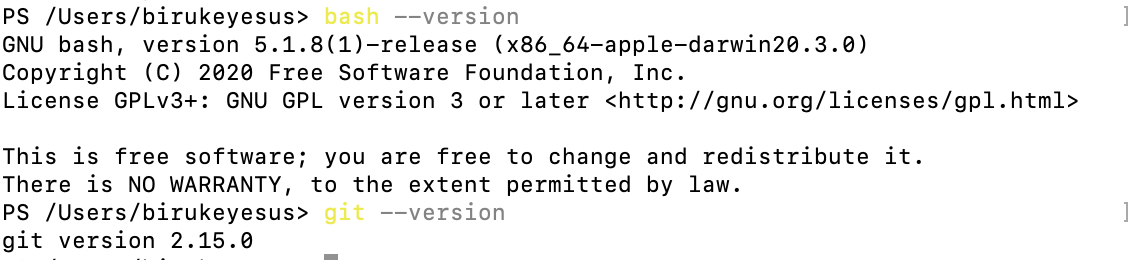 PS /Users/birukeyesus> bash --version
GNU bash, version 5.1.8(1)-release (x86_64-apple-darwin20.3.0)
Copyright (C) 2020 Free Software Foundation, Inc.
License GPLv3+: GNU GPL version 3 or later <http://gnu.org/licenses/gpl.html>
This is free software; you are free to change and redistribute it.
There is NO WARRANTY, to the extent permitted by law.
PS /Users/birukeyesus> git --version
git version 2.15.0